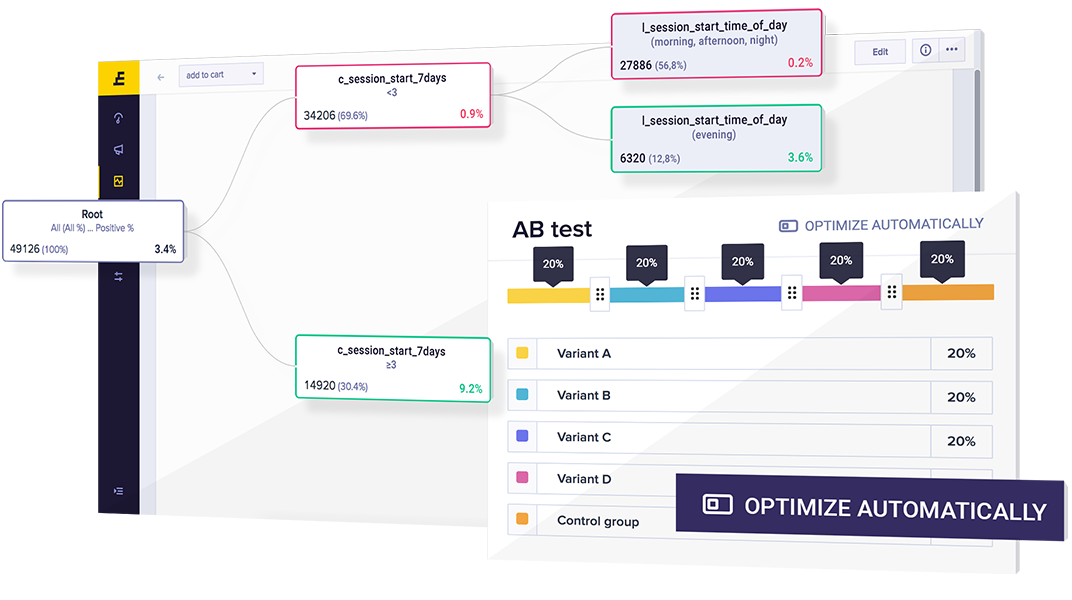 add to cart
Edit
Root
All (All %) ... Positive %
49126 (100%)
3.4%
c_session_start_7days
<3
34206 (69.6%)
0.9%
l_session_start_time_of_day
(morning, afternoon, night)
27886 (56,8%)
0.2%
l_session_start_time_of_day
(evening)
6320 (12,8%)
3.6%
c_session_start_7days
≥3
14920 (30.4%)
9.2%
AB test
OPTIMIZE AUTOMATICALLY
20%
20%
20%
20%
20%
Variant A
20%
Variant B
20%
Variant C
20%
Variant D
Control group
OPTIMIZE AUTOMATICALLY